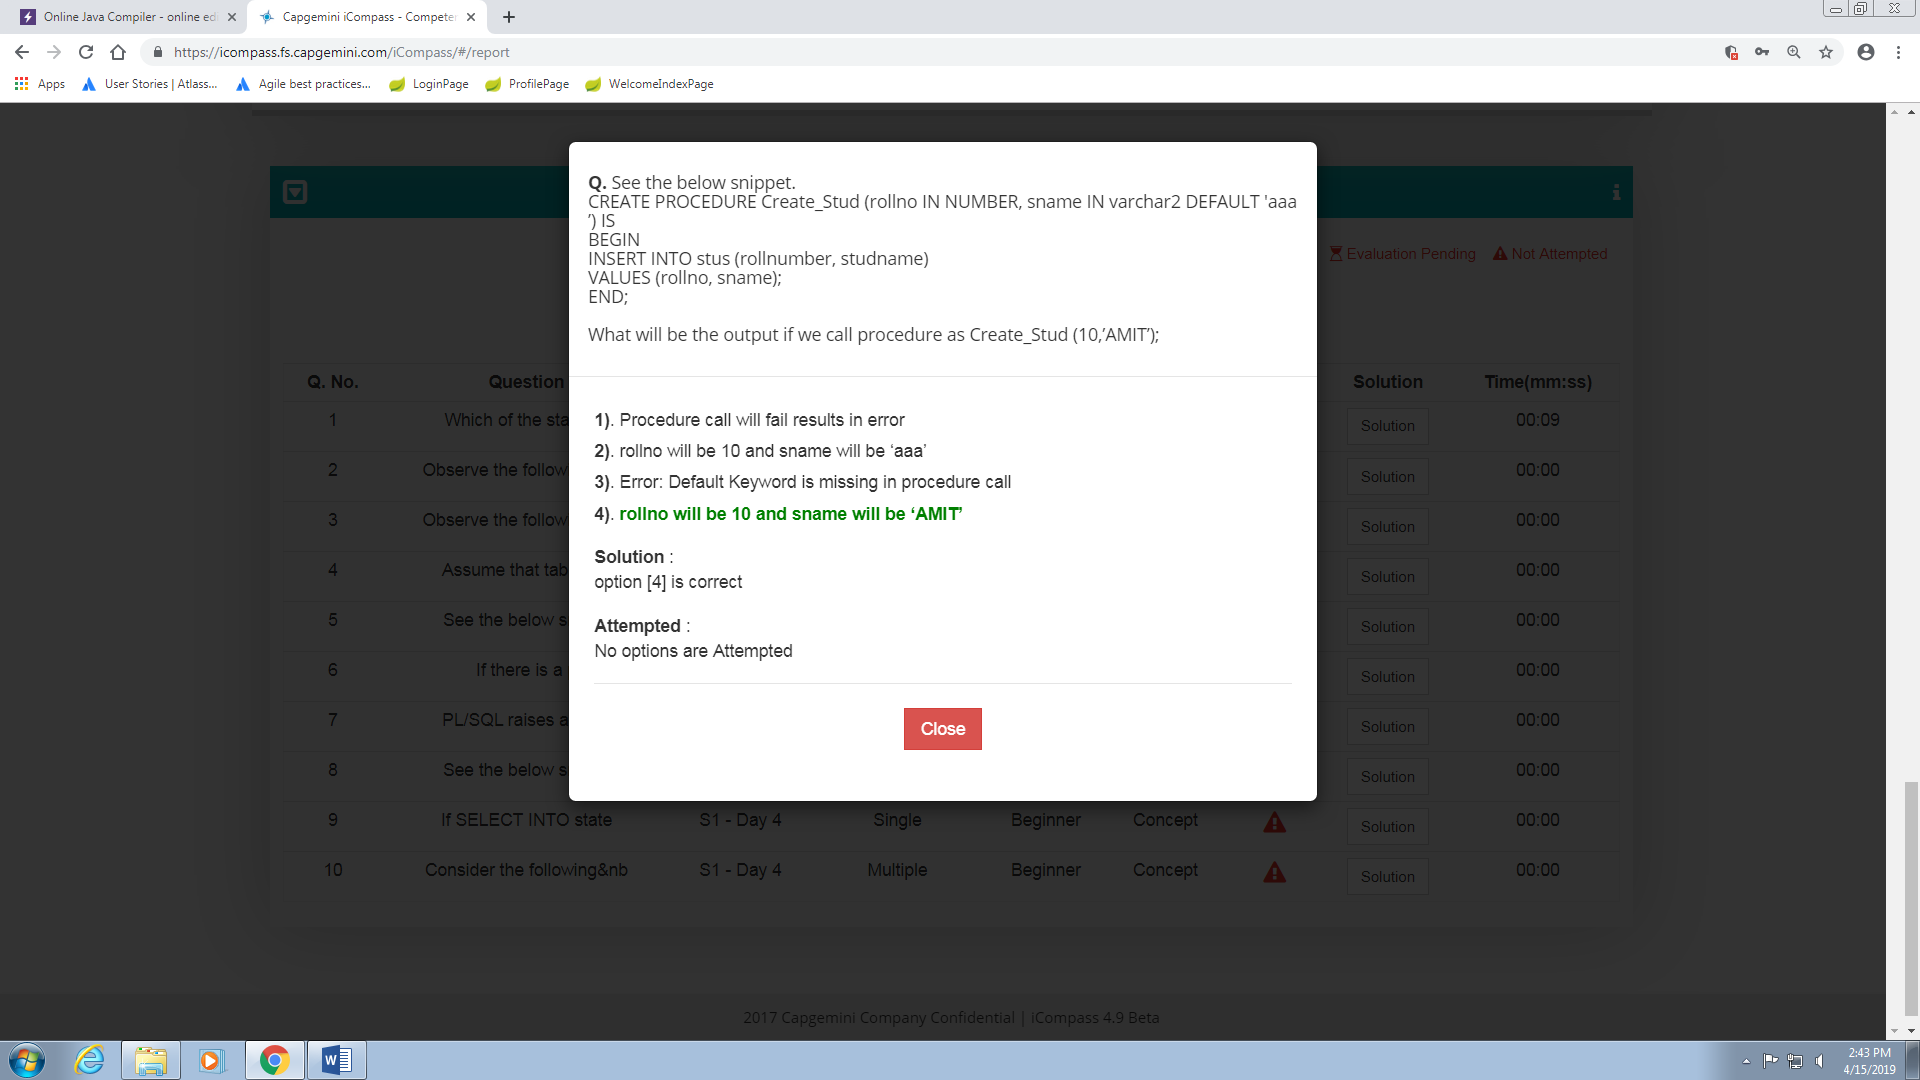 Online Java Compiler - online edi
Capgemini iCompass - Competen
https://icompass.fs.capgemini.com/iCompass/#/report
Apps
User Stories | Atlass...
Agile best practices...
LoginPage
ProfilePage
WelcomeIndexPage
Q. See the below snippet.
CREATE PROCEDURE Create_Stud (rollno IN NUMBER, sname IN varchar2 DEFAULT 'aaa
') IS
BEGIN
INSERT INTO stus (rollnumber, studname)
VALUES (rollno, sname);
END;
What will be the output if we call procedure as Create_Stud (10,’AMIT’);
1). Procedure call will fail results in error
2). rollno will be 10 and sname will be ‘aaa’
3). Error: Default Keyword is missing in procedure call
4). rollno will be 10 and sname will be ‘AMIT’
Solution :
option [4] is correct
Attempted :
No options are Attempted
Close
Evaluation Pending Not Attempted
Q. No. Question Solution Time(mm:ss)
1 Which of the sta Solution 00:09
2 Observe the follow Solution 00:00
3 Observe the follow Solution 00:00
4 Assume that tab Solution 00:00
5 See the below s Solution 00:00
6 If there is a Solution 00:00
7 PL/SQL raises a Solution 00:00
8 See the below s Solution 00:00
9 If SELECT INTO state S1 - Day 4 Single Beginner Concept Solution 00:00
10 Consider the following&nb S1 - Day 4 Multiple Beginner Concept Solution 00:00
2017 Capgemini Company Confidential | iCompass 4.9 Beta
2:43 PM
4/15/2019